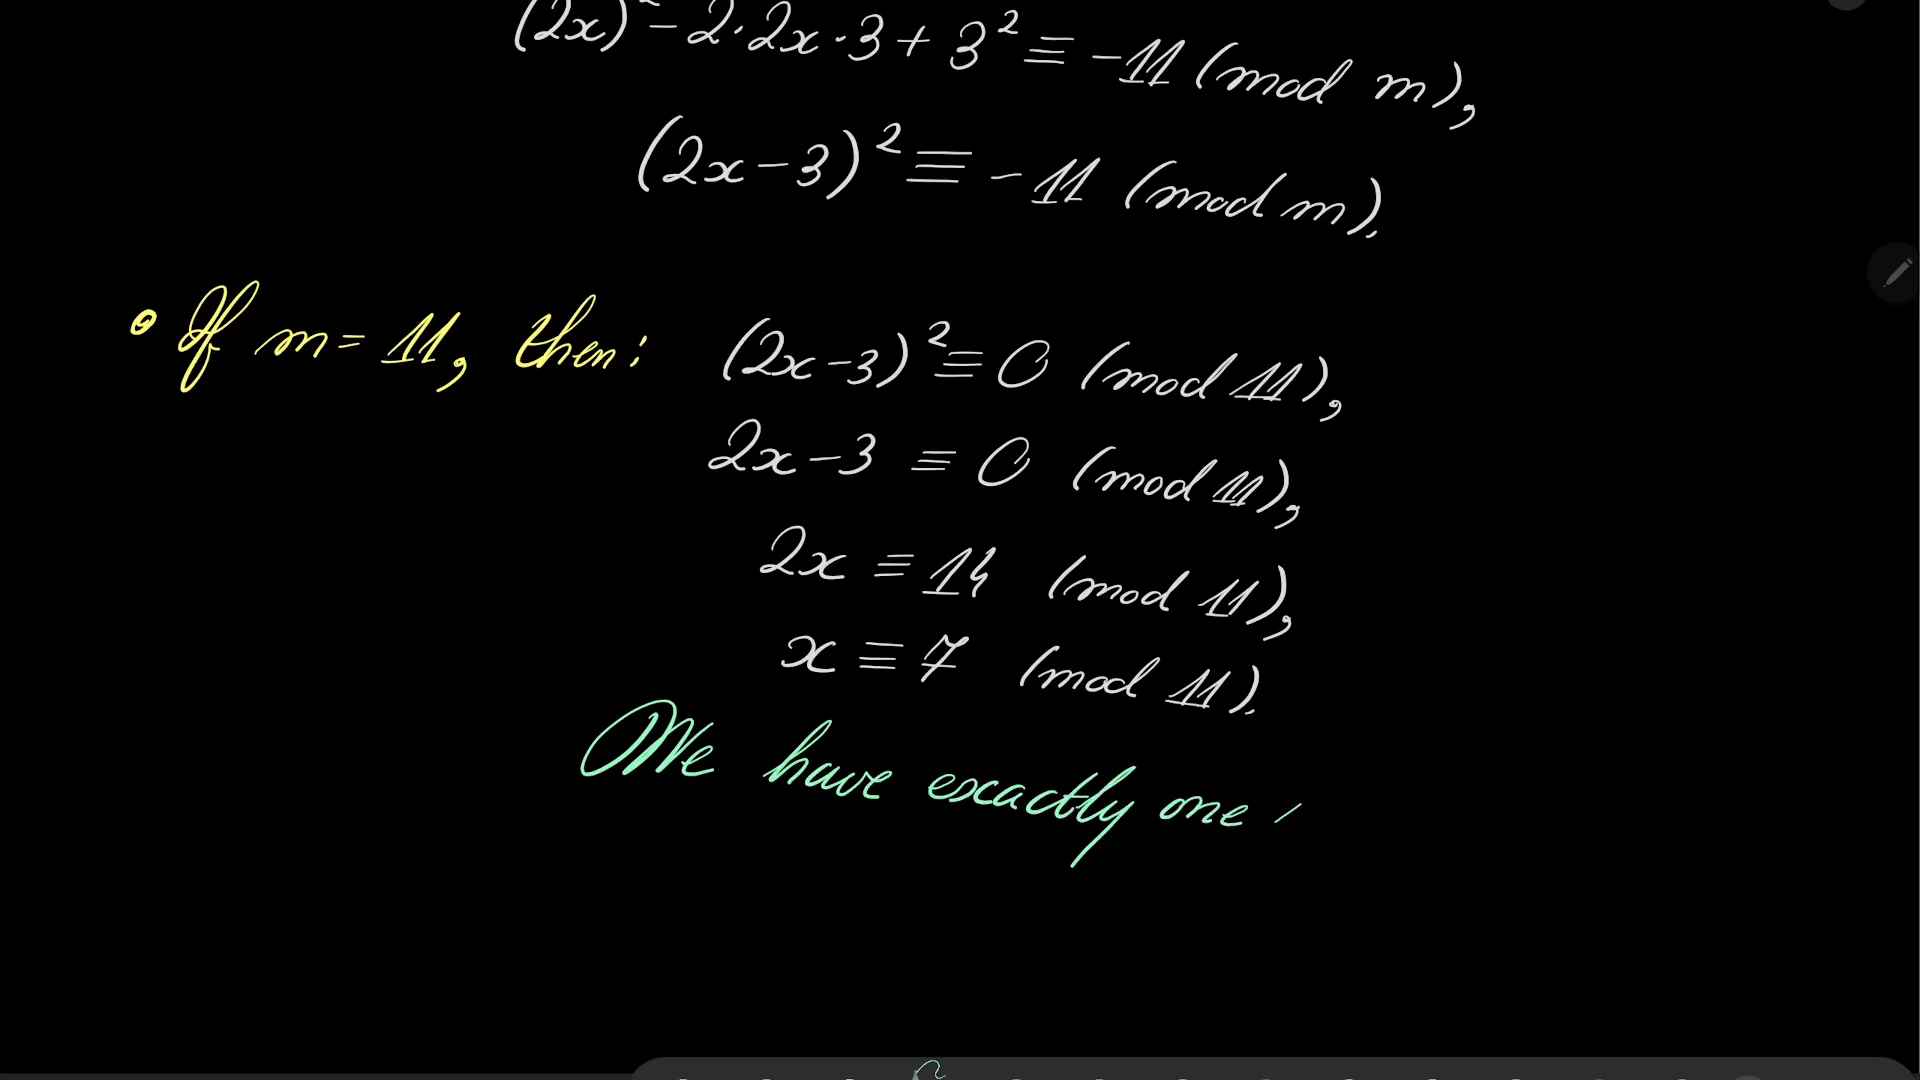 (2x)² - 2·2x·3 + 3² ≡ -11 (mod m),
(2x-3)² ≡ -11 (mod m).
• If m = 11, then: (2x-3)² ≡ 0 (mod 11),
2x-3 ≡ 0 (mod 11),
2x ≡ 14 (mod 11),
x ≡ 7 (mod 11).
We have exactly one